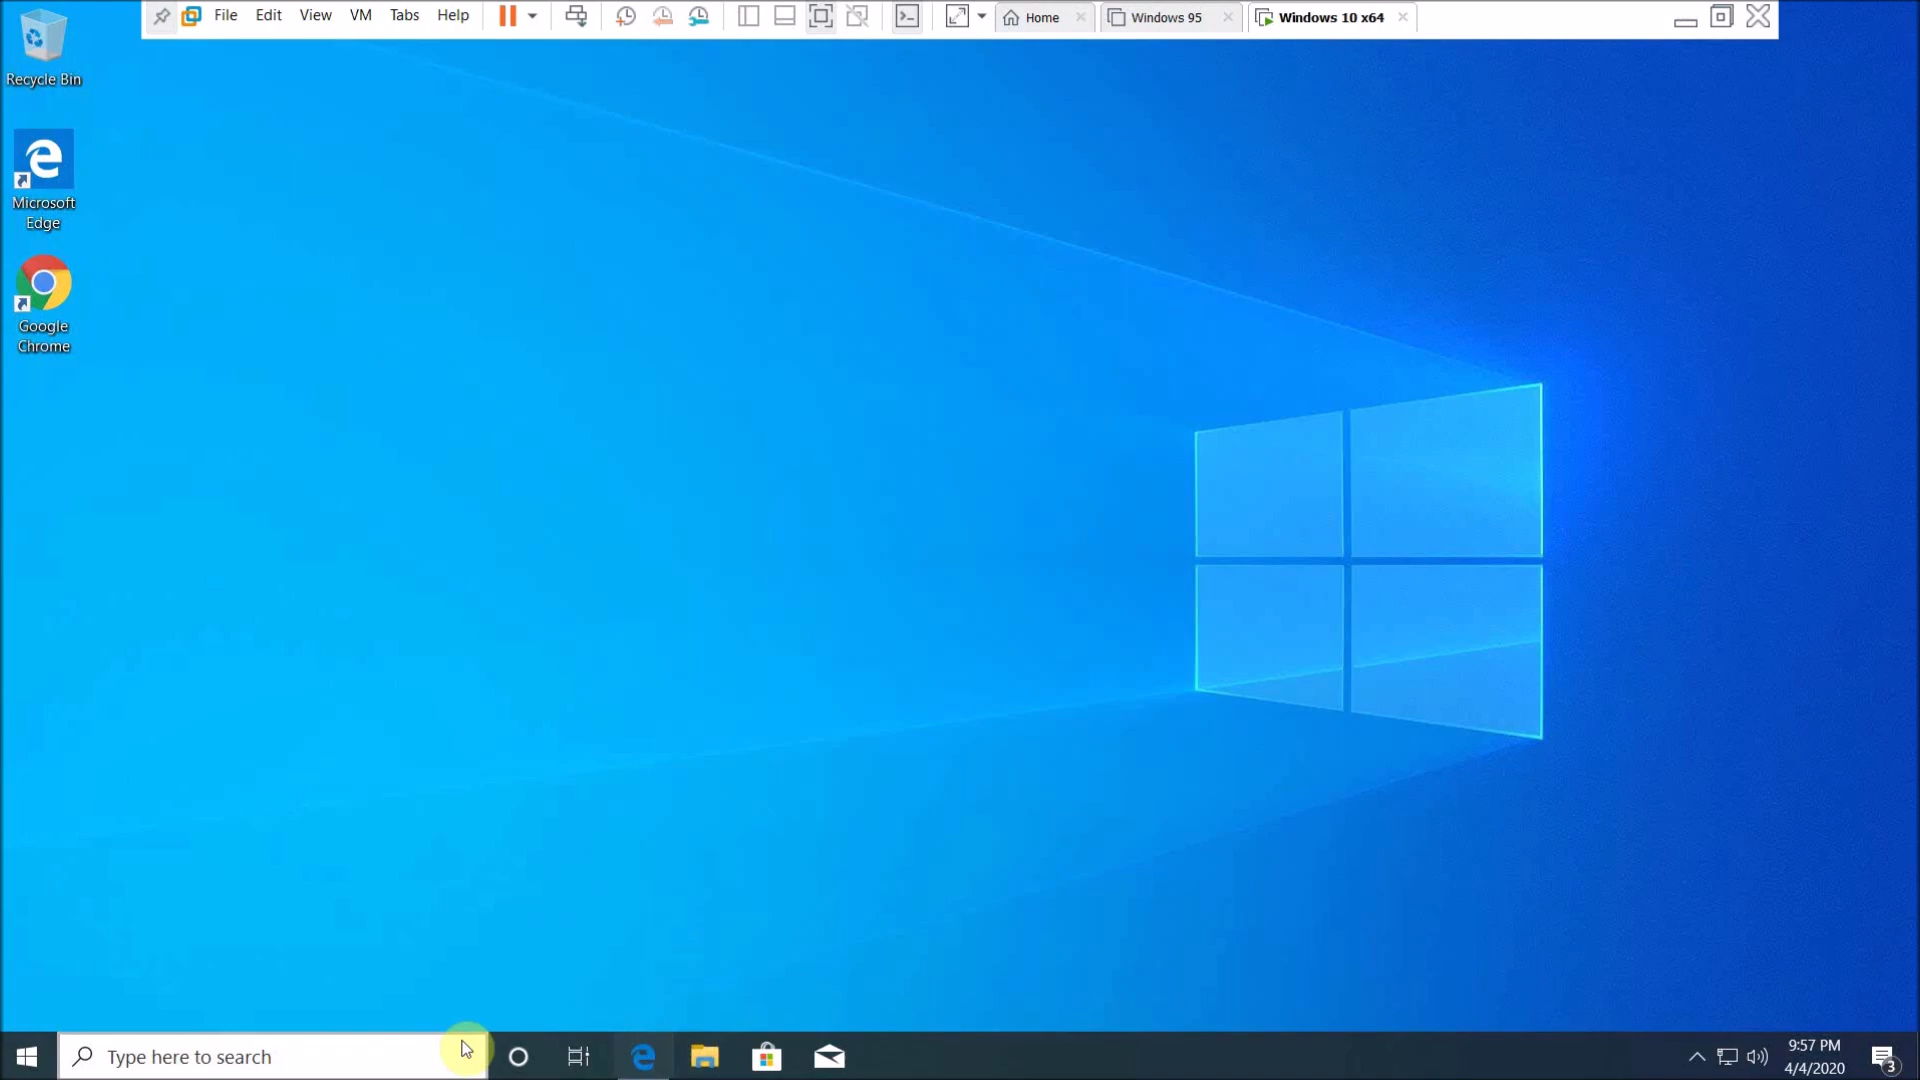 File Edit View VM Tabs Help
Home
Windows 95
Windows 10 x64
Recycle Bin
Microsoft
Edge
Google
Chrome
Type here to search
9:57 PM
4/4/2020
3